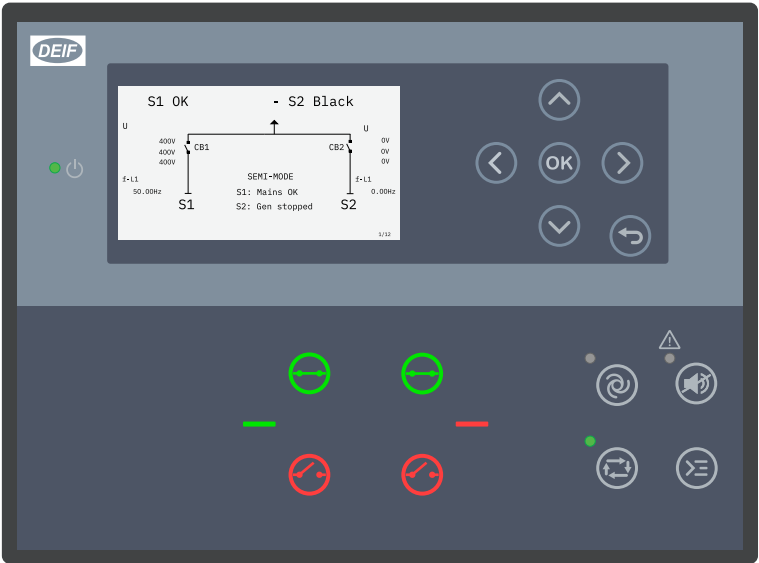 DEIF
S1 OK - S2 Black
U U
400V CB1 CB2 0V
400V 0V
400V 0V
SEMI-MODE
f-L1 f-L1
50.00Hz S1: Mains OK 0.00Hz
S1 S2: Gen stopped S2
1/12
OK